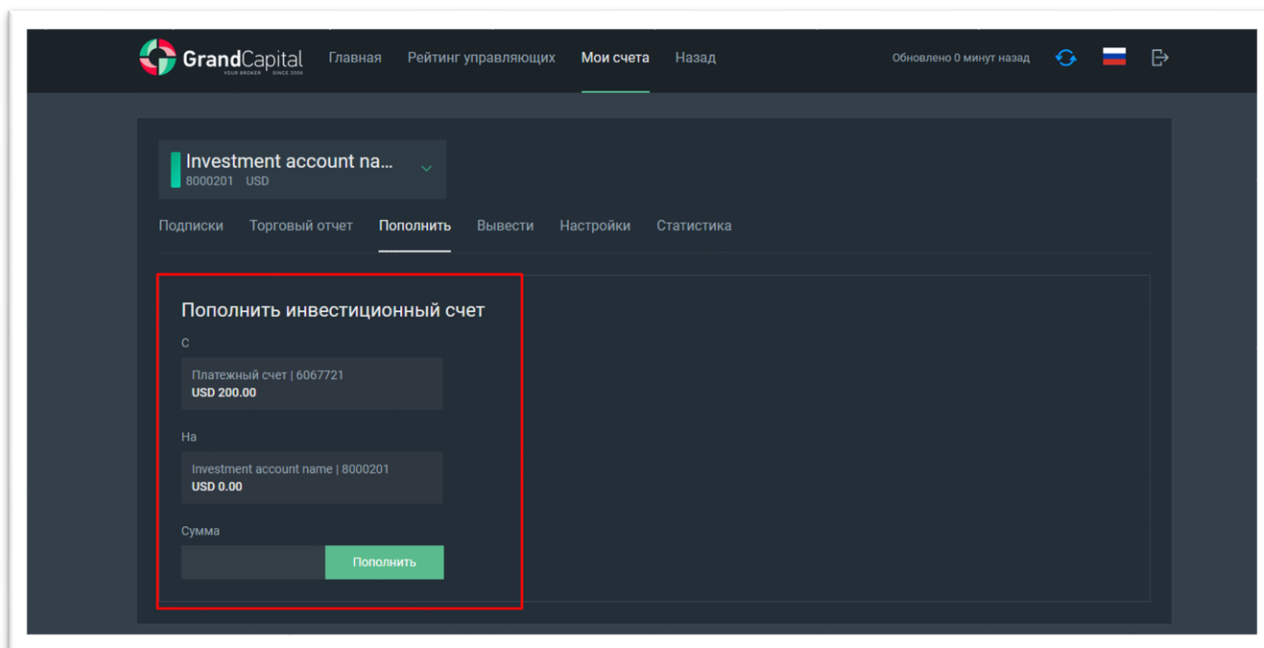 GrandCapital
YOUR BROKER SINCE 2006
Главная Рейтинг управляющих Мои счета Назад Обновлено 0 минут назад
Investment account na...
8000201 USD
Подписки Торговый отчет Пополнить Вывести Настройки Статистика
Пополнить инвестиционный счет
С
Платежный счет | 6067721
USD 200.00
На
Investment account name | 8000201
USD 0.00
Сумма
Пополнить